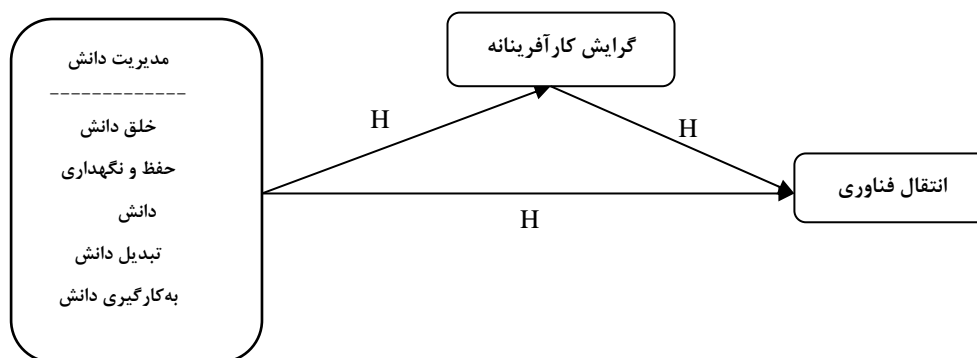 مدیریت دانش
-------------
خلق دانش
حفظ و نگهداری
دانش
تبدیل دانش
به‌کارگیری دانش
گرایش کارآفرینانه
H
H
انتقال فناوری
H